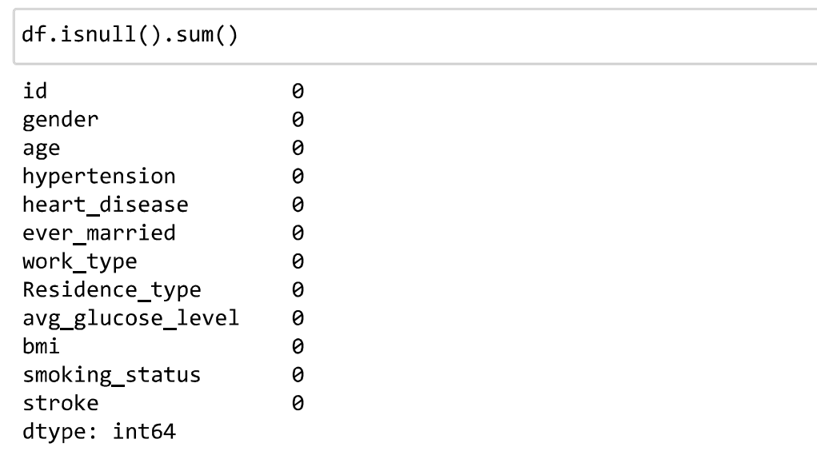 df.isnull().sum()
id 0
gender 0
age 0
hypertension 0
heart_disease 0
ever_married 0
work_type 0
Residence_type 0
avg_glucose_level 0
bmi 0
smoking_status 0
stroke 0
dtype: int64